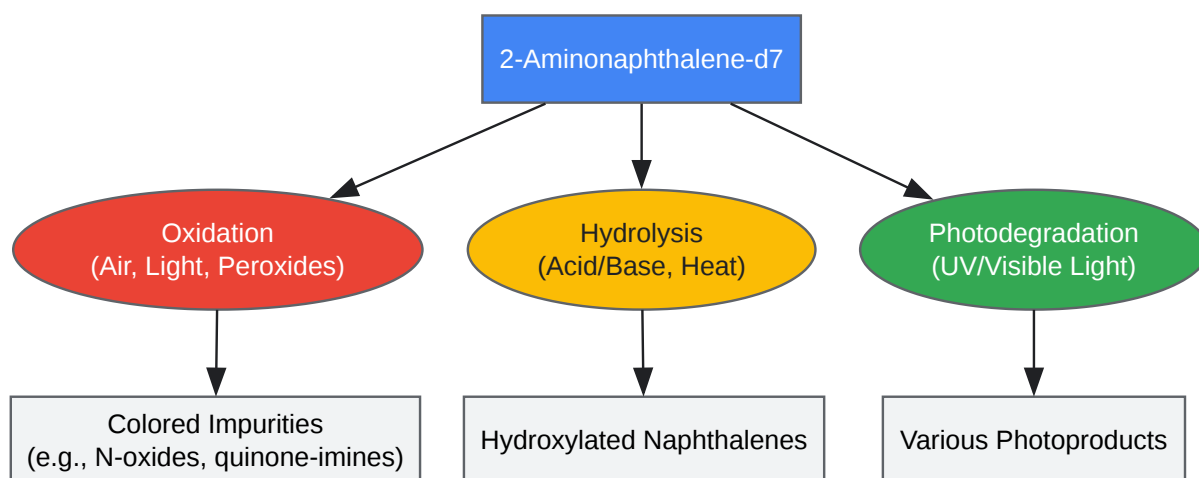 2-Aminonaphthalene-d7
Oxidation
(Air, Light, Peroxides)
Hydrolysis
(Acid/Base, Heat)
Photodegradation
(UV/Visible Light)
Colored Impurities
(e.g., N-oxides, quinone-imines)
Hydroxylated Naphthalenes
Various Photoproducts